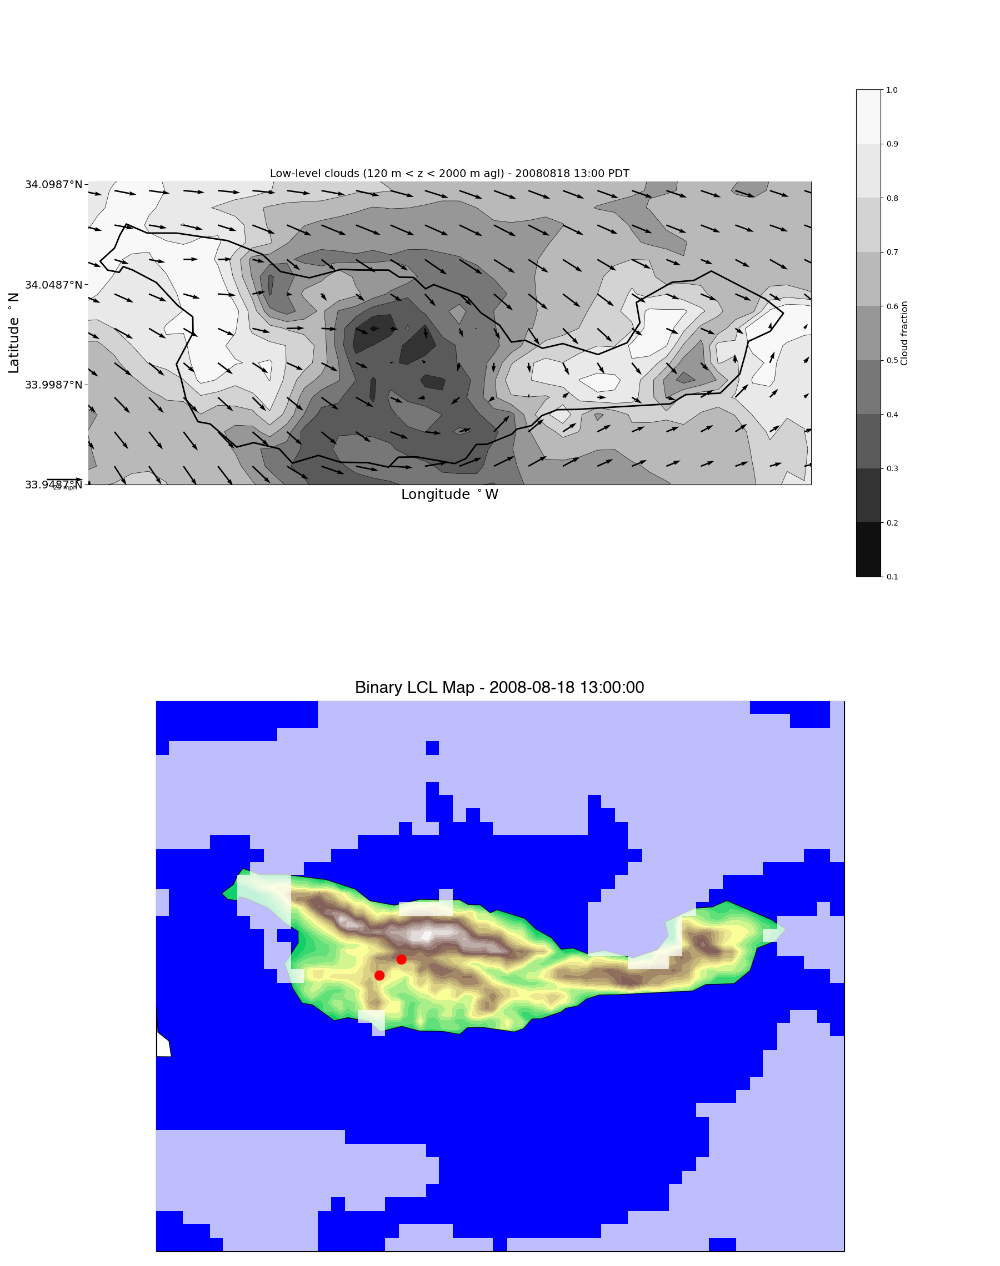 Low-level clouds (120 m < z < 2000 m agl) - 20080818 13:00 PDT
34.0987°N
34.0487°N
33.9987°N
33.9487°N
Latitude °N
Longitude °W
1.0
0.9
0.8
0.7
0.6
0.5
0.4
0.3
0.2
0.1
Cloud fraction
Binary LCL Map - 2008-08-18 13:00:00